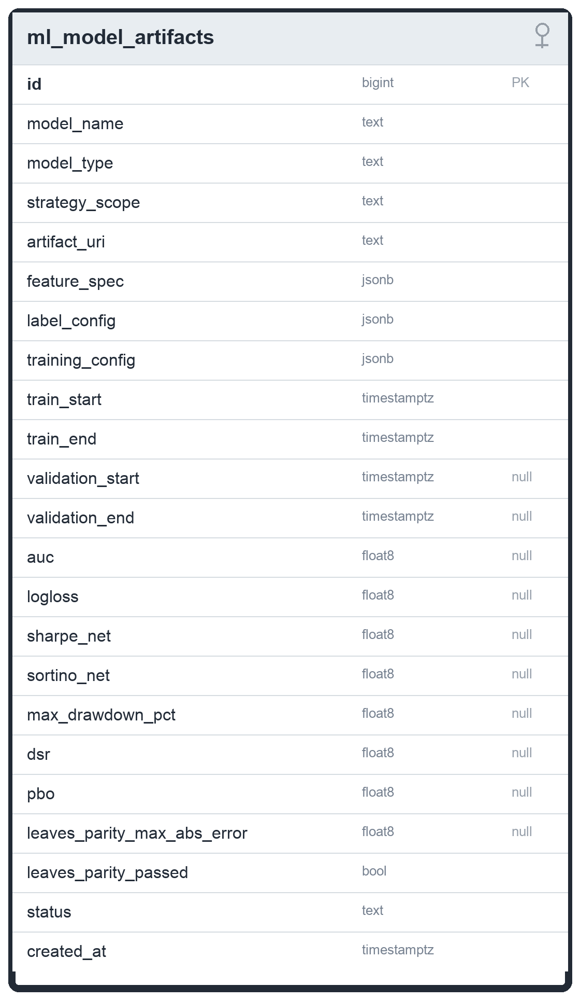 ml_model_artifacts
id bigint PK
model_name text
model_type text
strategy_scope text
artifact_uri text
feature_spec jsonb
label_config jsonb
training_config jsonb
train_start timestamptz
train_end timestamptz
validation_start timestamptz null
validation_end timestamptz null
auc float8 null
logloss float8 null
sharpe_net float8 null
sortino_net float8 null
max_drawdown_pct float8 null
dsr float8 null
pbo float8 null
leaves_parity_max_abs_error float8 null
leaves_parity_passed bool
status text
created_at timestamptz